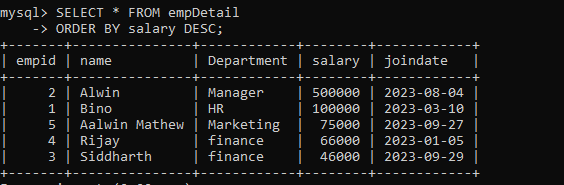 mysql> SELECT * FROM empDetail
    -> ORDER BY salary DESC;
+-------+---------------+------------+--------+------------+
| empid | name          | Department | salary | joindate   |
+-------+---------------+------------+--------+------------+
|     2 | Alwin         | Manager    | 500000 | 2023-08-04 |
|     1 | Bino          | HR         | 100000 | 2023-03-10 |
|     5 | Aalwin Mathew | Marketing  |  75000 | 2023-09-27 |
|     4 | Rijay         | finance    |  66000 | 2023-01-05 |
|     3 | Siddharth     | finance    |  46000 | 2023-09-29 |
+-------+---------------+------------+--------+------------+